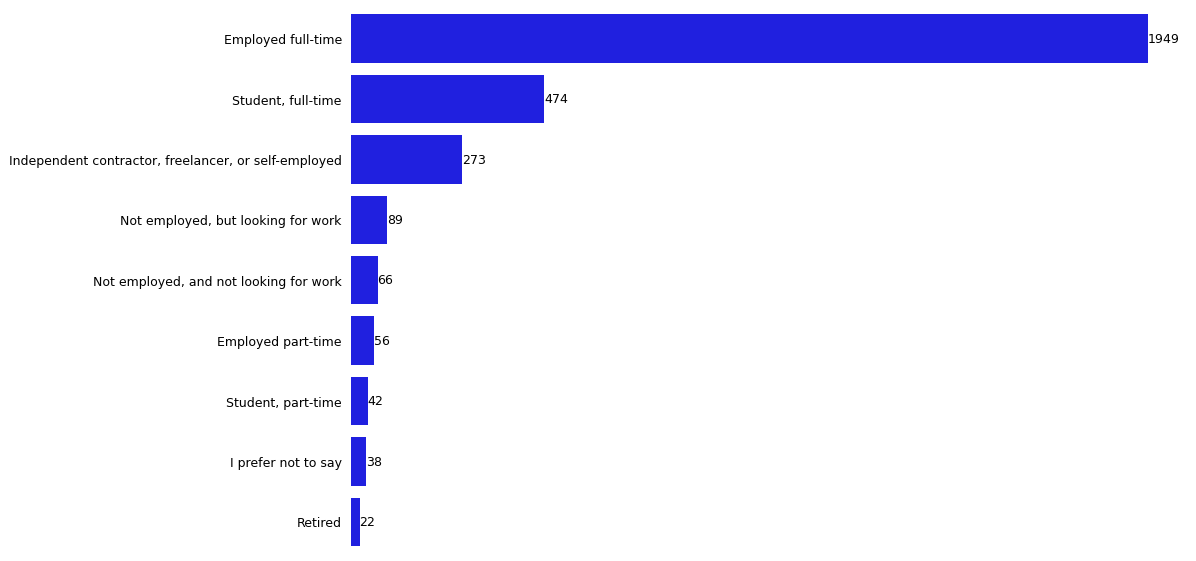 Employed full-time 1949
Student, full-time 474
Independent contractor, freelancer, or self-employed 273
Not employed, but looking for work 89
Not employed, and not looking for work 66
Employed part-time 56
Student, part-time 42
I prefer not to say 38
Retired 22